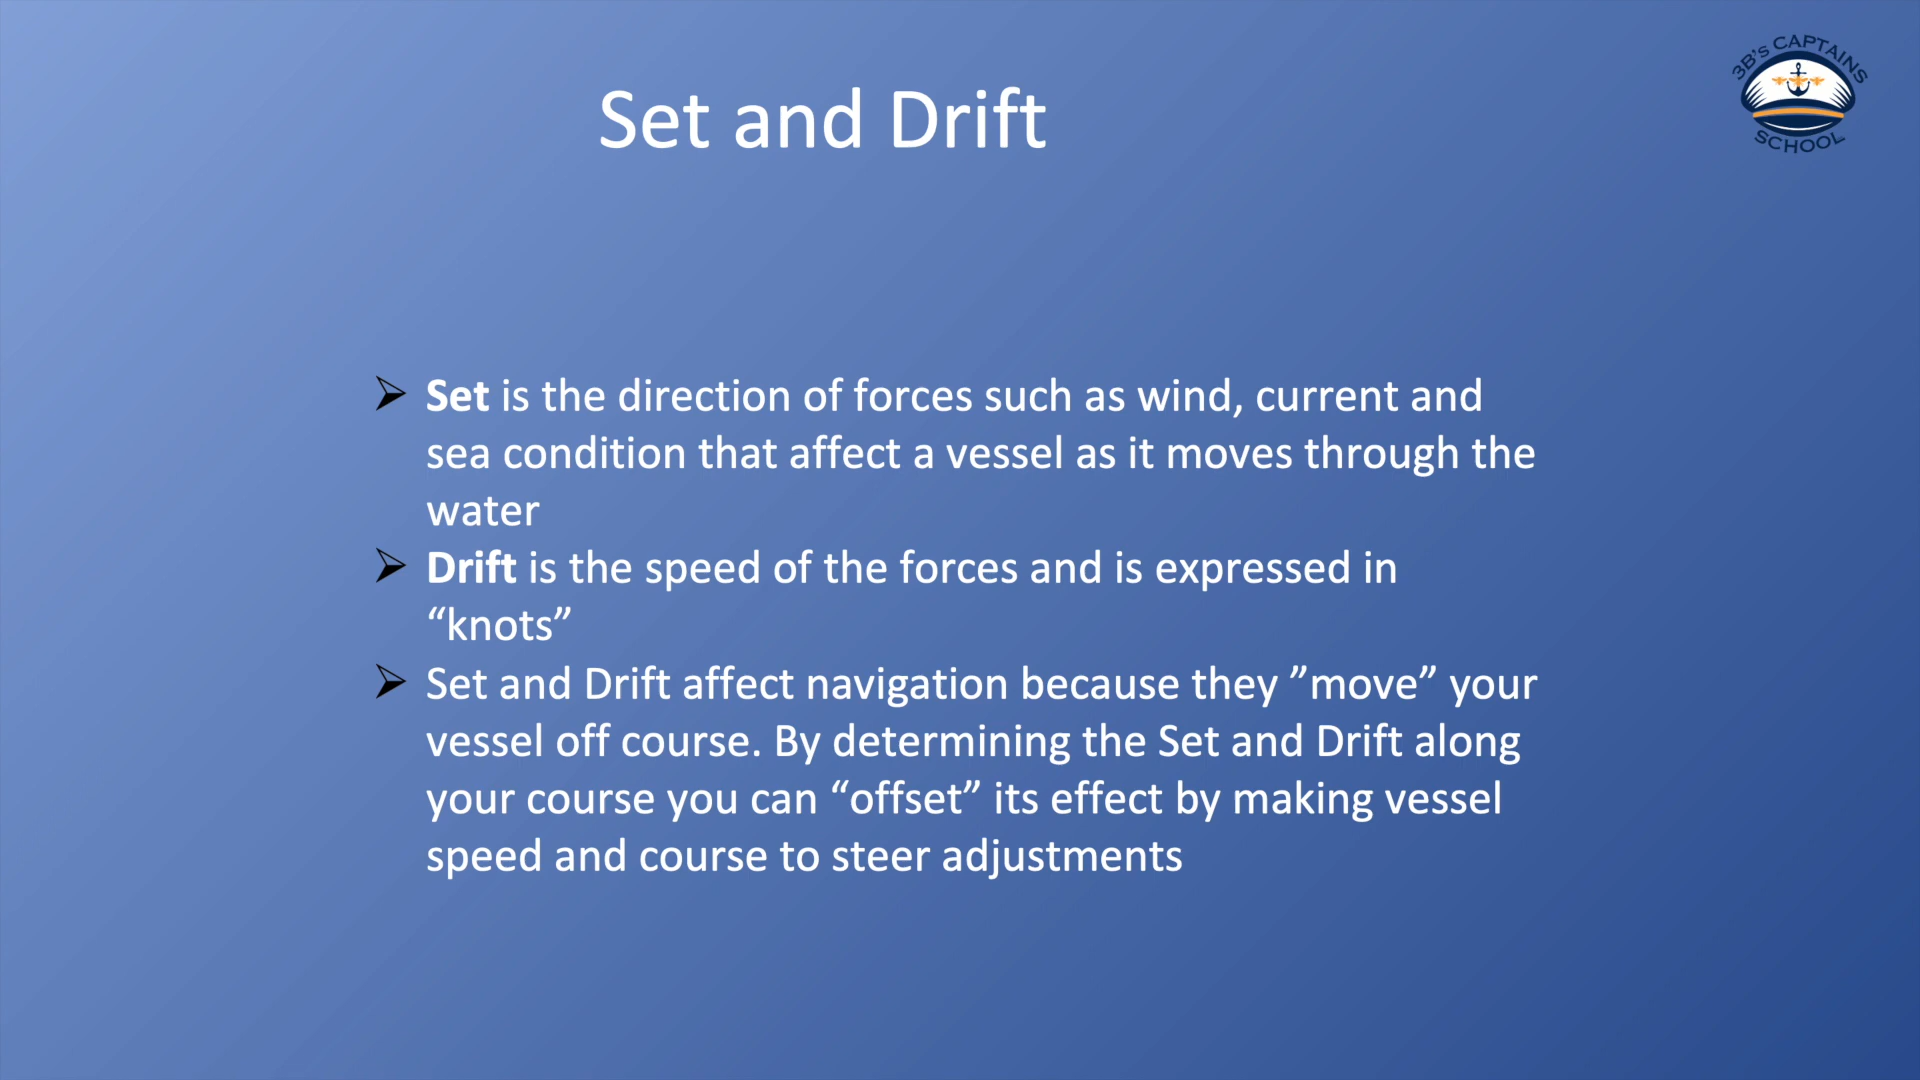 3B's CAPTAINS
SCHOOL
Set and Drift
Set is the direction of forces such as wind, current and
sea condition that affect a vessel as it moves through the
water
Drift is the speed of the forces and is expressed in
“knots”
Set and Drift affect navigation because they ”move” your
vessel off course. By determining the Set and Drift along
your course you can “offset” its effect by making vessel
speed and course to steer adjustments